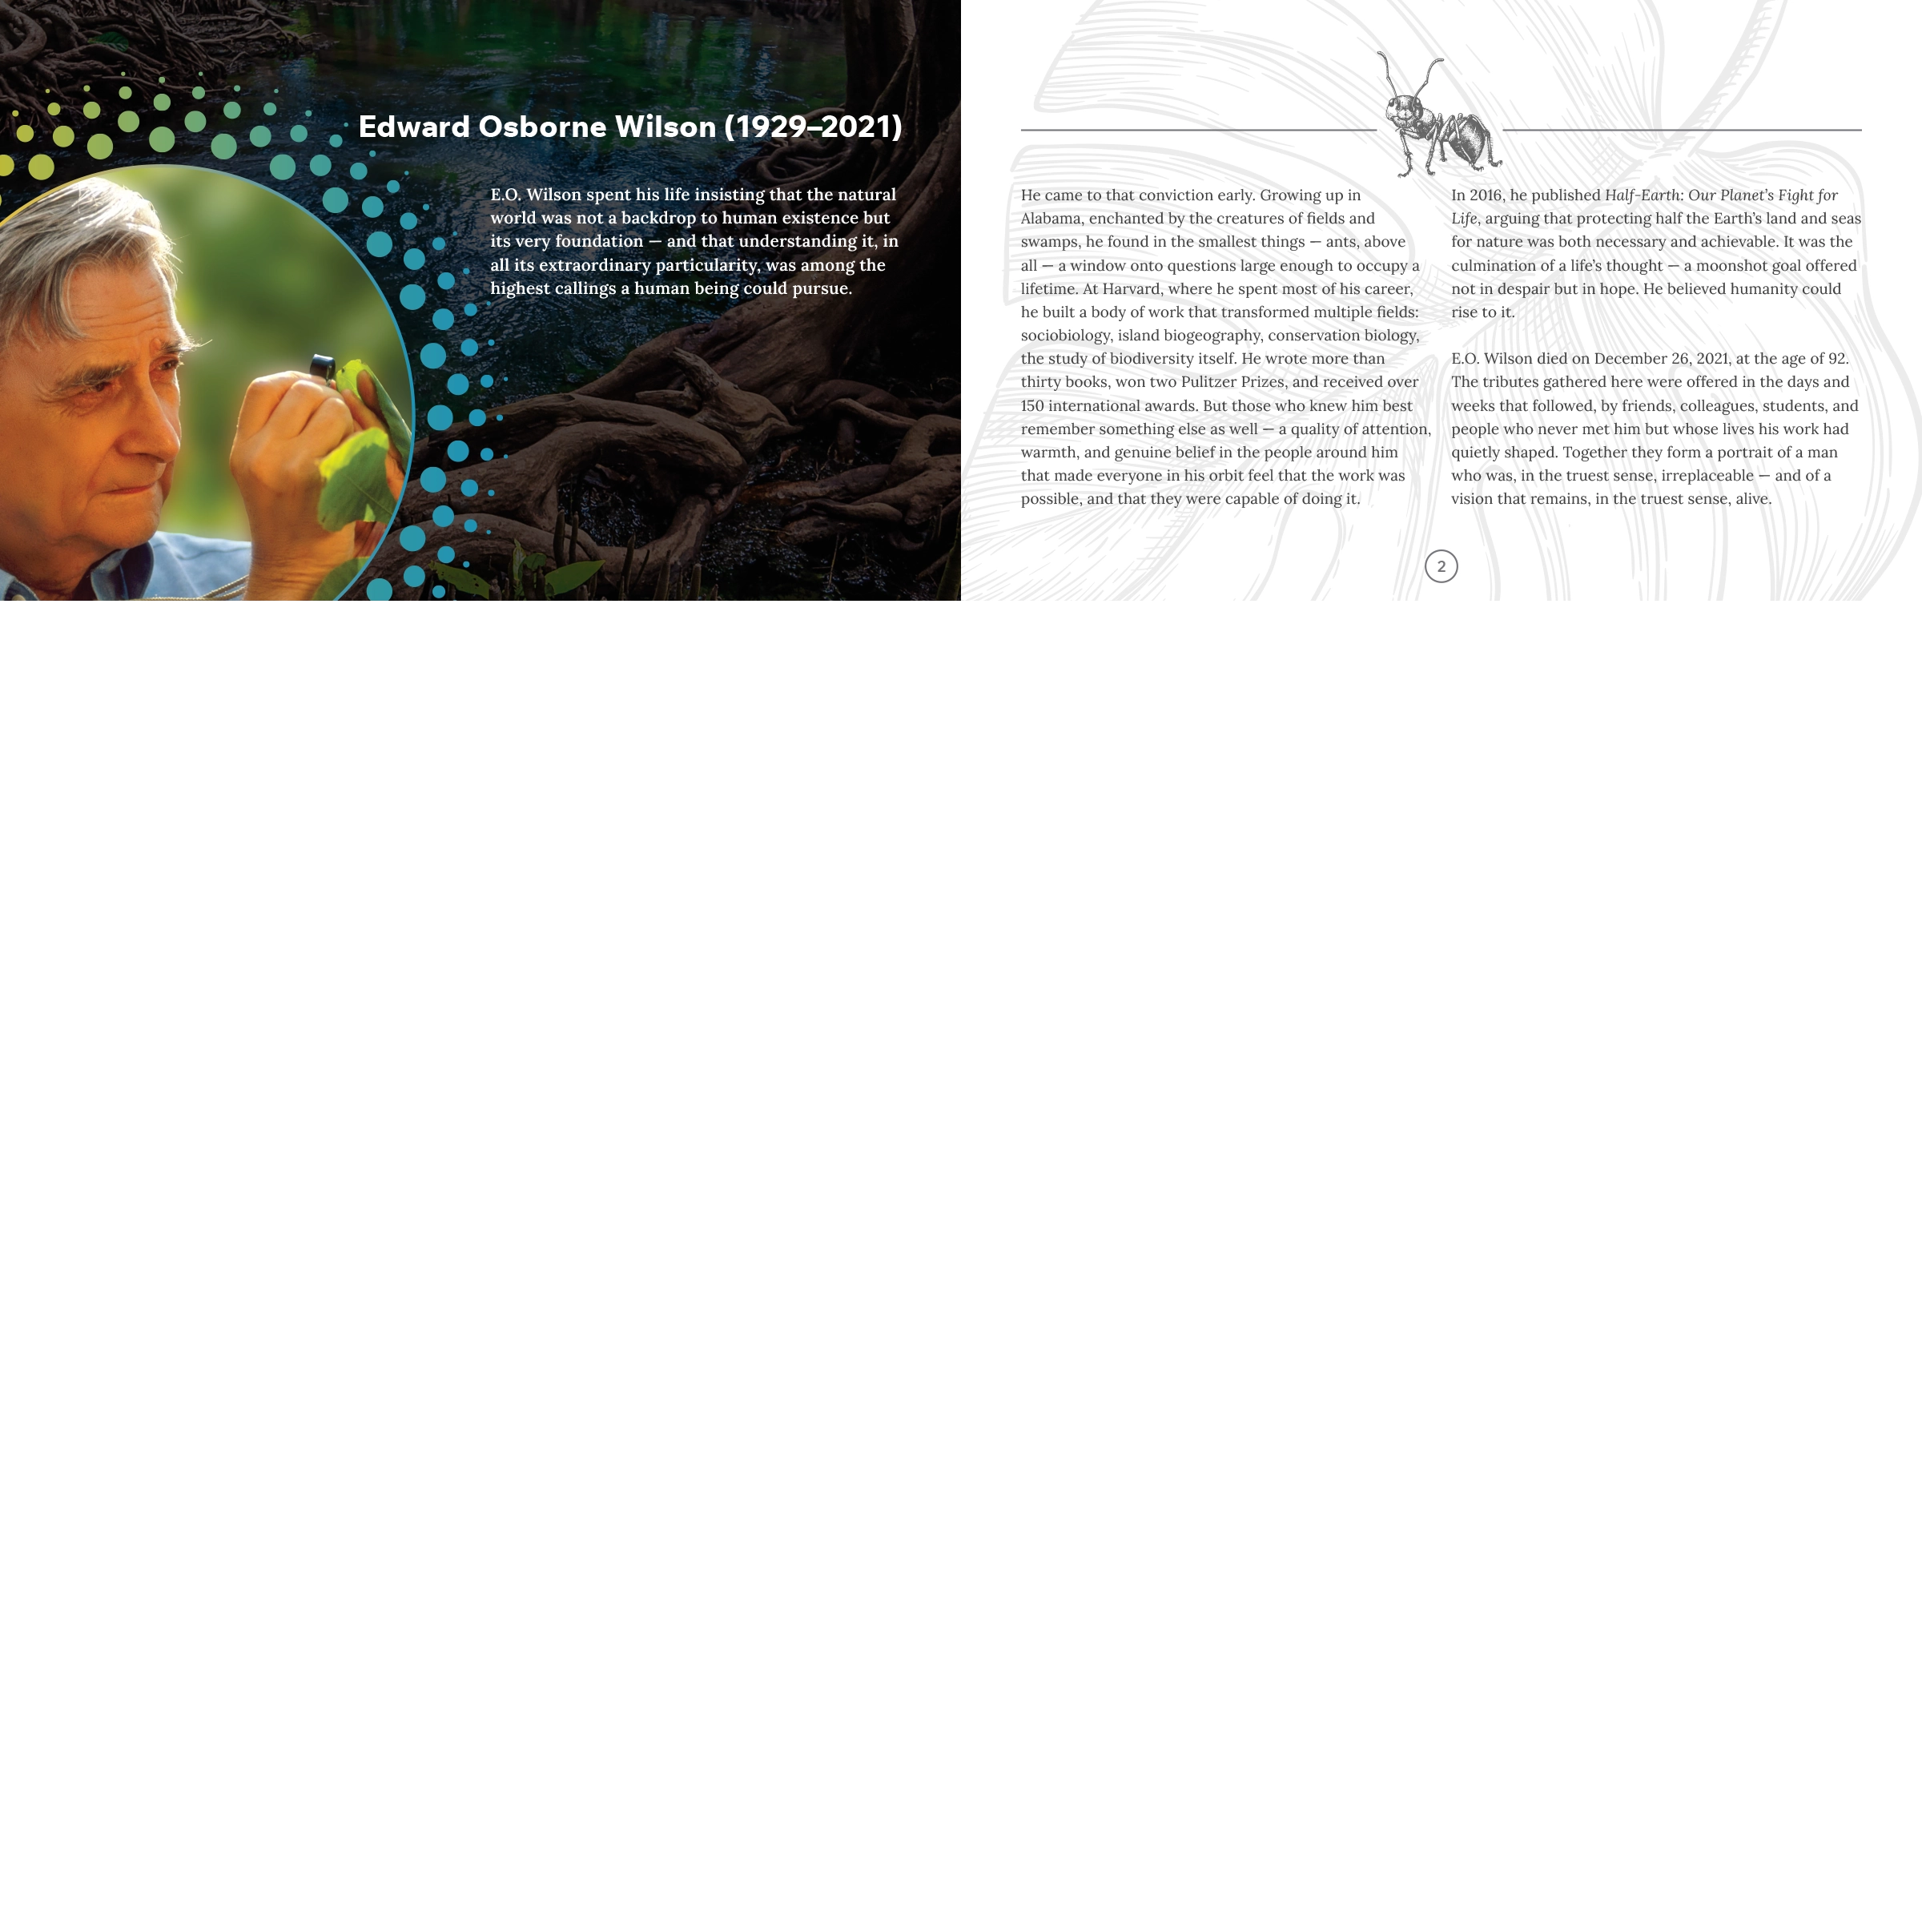 Edward Osborne Wilson (1929–2021)
E.O. Wilson spent his life insisting that the natural
world was not a backdrop to human existence but
its very foundation — and that understanding it, in
all its extraordinary particularity, was among the
highest callings a human being could pursue.
He came to that conviction early. Growing up in
Alabama, enchanted by the creatures of fields and
swamps, he found in the smallest things — ants, above
all — a window onto questions large enough to occupy a
lifetime. At Harvard, where he spent most of his career,
he built a body of work that transformed multiple fields:
sociobiology, island biogeography, conservation biology,
the study of biodiversity itself. He wrote more than
thirty books, won two Pulitzer Prizes, and received over
150 international awards. But those who knew him best
remember something else as well — a quality of attention,
warmth, and genuine belief in the people around him
that made everyone in his orbit feel that the work was
possible, and that they were capable of doing it.
In 2016, he published Half-Earth: Our Planet's Fight for
Life, arguing that protecting half the Earth's land and seas
for nature was both necessary and achievable. It was the
culmination of a life's thought — a moonshot goal offered
not in despair but in hope. He believed humanity could
rise to it.
E.O. Wilson died on December 26, 2021, at the age of 92.
The tributes gathered here were offered in the days and
weeks that followed, by friends, colleagues, students, and
people who never met him but whose lives his work had
quietly shaped. Together they form a portrait of a man
who was, in the truest sense, irreplaceable — and of a
vision that remains, in the truest sense, alive.
2